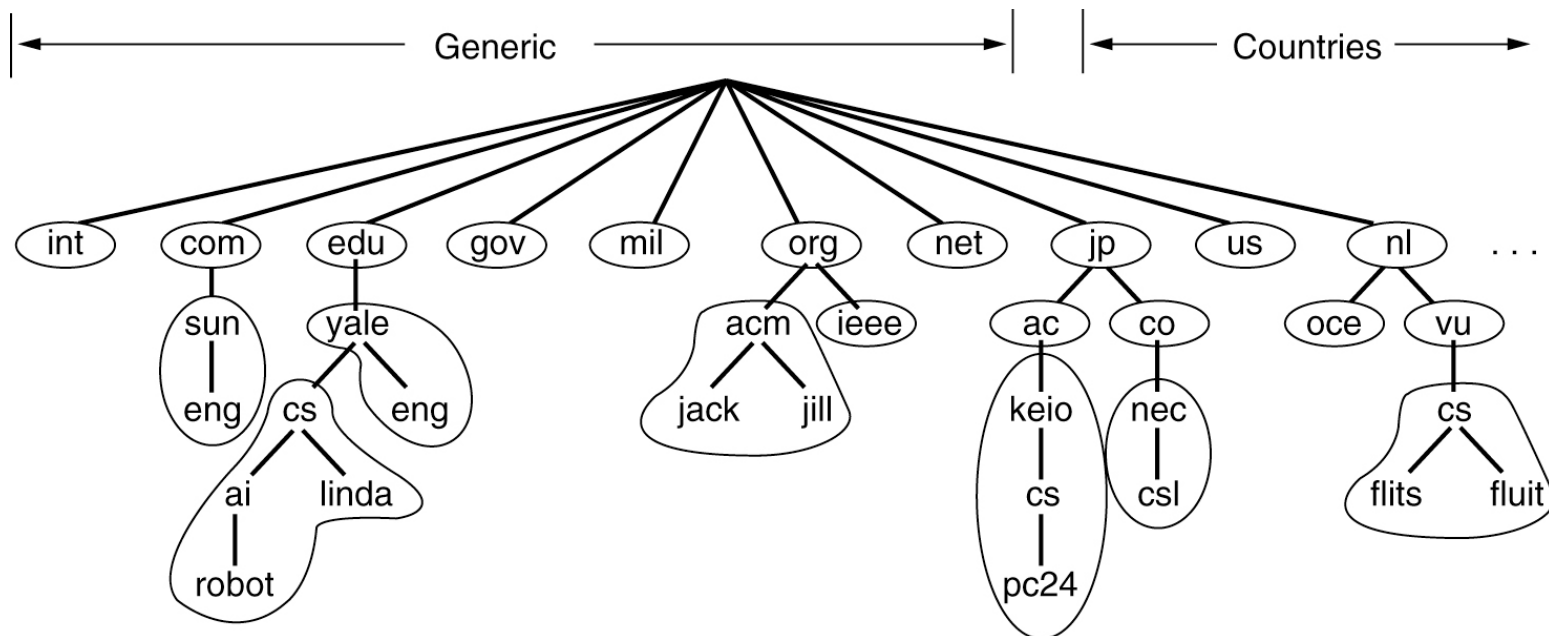 Generic Countries
int com edu gov mil org net jp us nl . . .
sun yale acm ieee ac co oce vu
eng cs eng jack jill keio nec cs
ai linda cs csl flits fluit
robot pc24